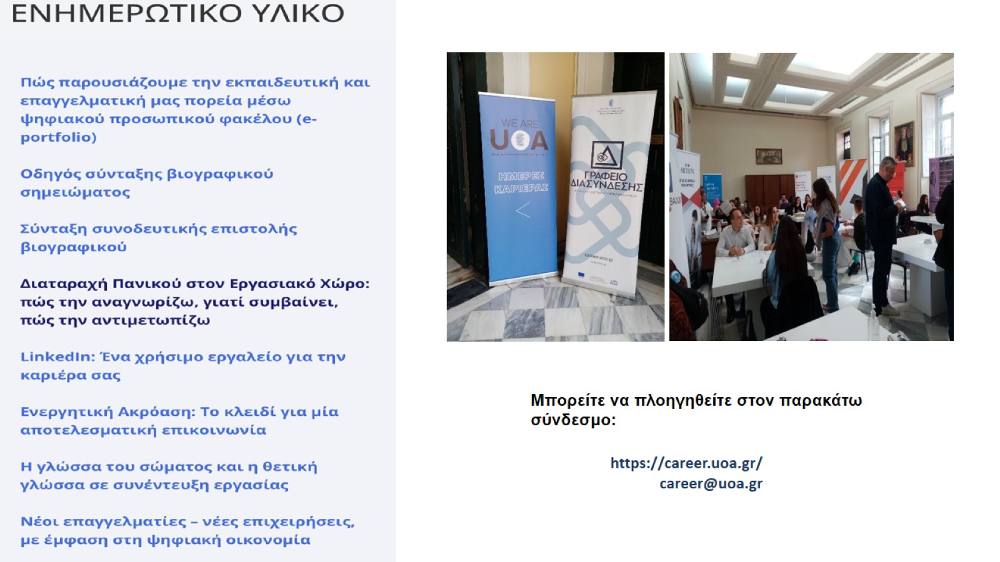 ΕΝΗΜΕΡΩΤΙΚΟ ΥΛΙΚΟ
Πώς παρουσιάζουμε την εκπαιδευτική και
επαγγελματική μας πορεία μέσω
ψηφιακού προσωπικού φακέλου (e-
portfolio)
Οδηγός σύνταξης βιογραφικού
σημειώματος
Σύνταξη συνοδευτικής επιστολής
βιογραφικού
Διαταραχή Πανικού στον Εργασιακό Χώρο:
πώς την αναγνωρίζω, γιατί συμβαίνει,
πώς την αντιμετωπίζω
LinkedIn: Ένα χρήσιμο εργαλείο για την
καριέρα σας
Ενεργητική Ακρόαση: Το κλειδί για μία
αποτελεσματική επικοινωνία
Η γλώσσα του σώματος και η θετική
γλώσσα σε συνέντευξη εργασίας
Νέοι επαγγελματίες – νέες επιχειρήσεις,
με έμφαση στη ψηφιακή οικονομία
WE ARE
UOA
ΗΜΕΡΕΣ
ΚΑΡΙΕΡΑΣ
ΓΡΑΦΕΙΟ
ΔΙΑΣΥΝΔΕΣΗΣ
career.uoa.gr
Μπορείτε να πλοηγηθείτε στον παρακάτω
σύνδεσμο:
https://career.uoa.gr/
career@uoa.gr